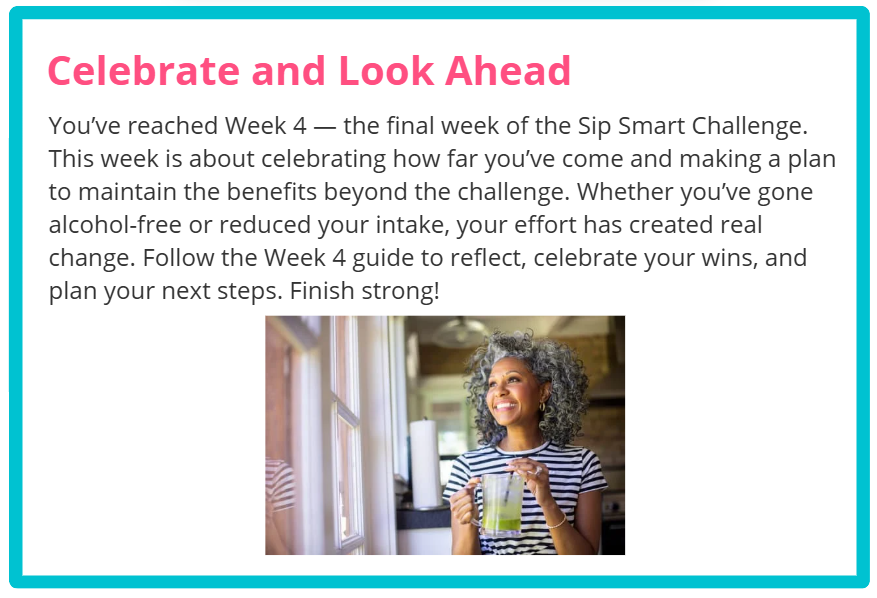 Celebrate and Look Ahead
You’ve reached Week 4 — the final week of the Sip Smart Challenge.
This week is about celebrating how far you’ve come and making a plan
to maintain the benefits beyond the challenge. Whether you’ve gone
alcohol-free or reduced your intake, your effort has created real
change. Follow the Week 4 guide to reflect, celebrate your wins, and
plan your next steps. Finish strong!